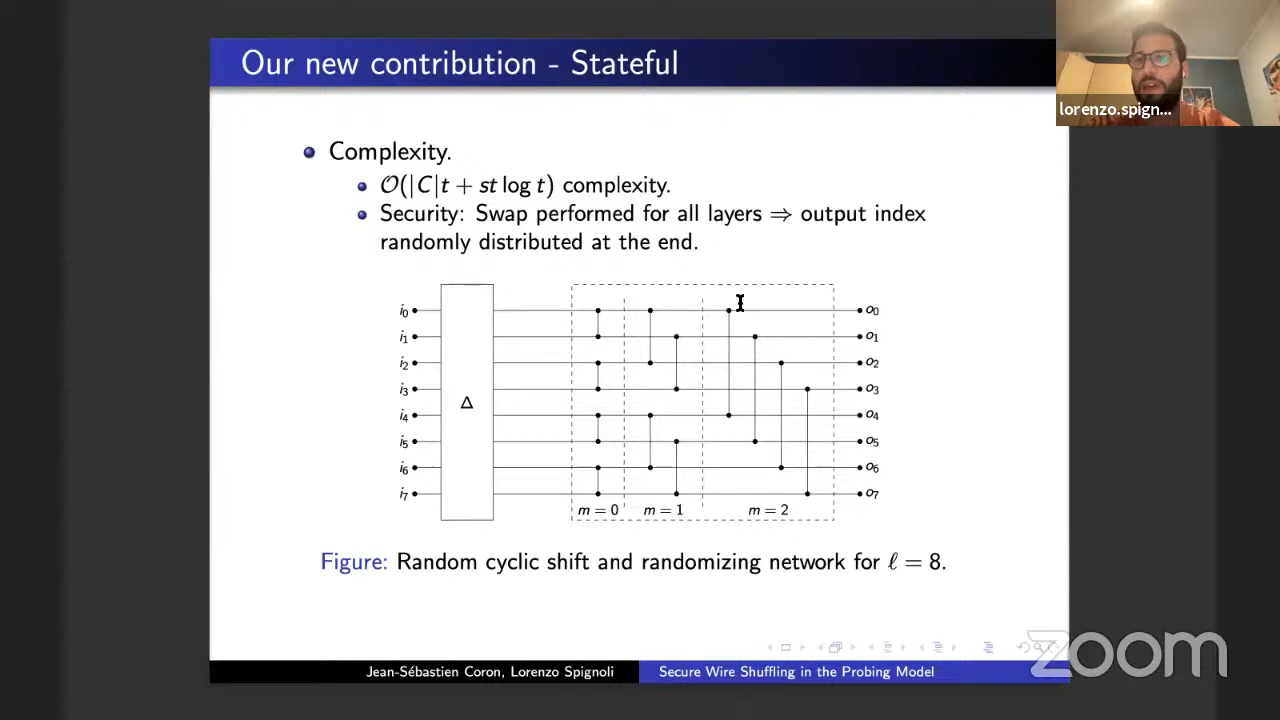 Our new contribution - Stateful
lorenzo.spign...
Complexity.
O(|C|t + st log t) complexity.
Security: Swap performed for all layers ⇒ output index
randomly distributed at the end.
i0 o0
i1 o1
i2 o2
i3 o3
Δ
i4 o4
i5 o5
i6 o6
i7 o7
m = 0 m = 1 m = 2
Figure: Random cyclic shift and randomizing network for ℓ = 8.
zoom
Jean-Sébastien Coron, Lorenzo Spignoli Secure Wire Shuffling in the Probing Model